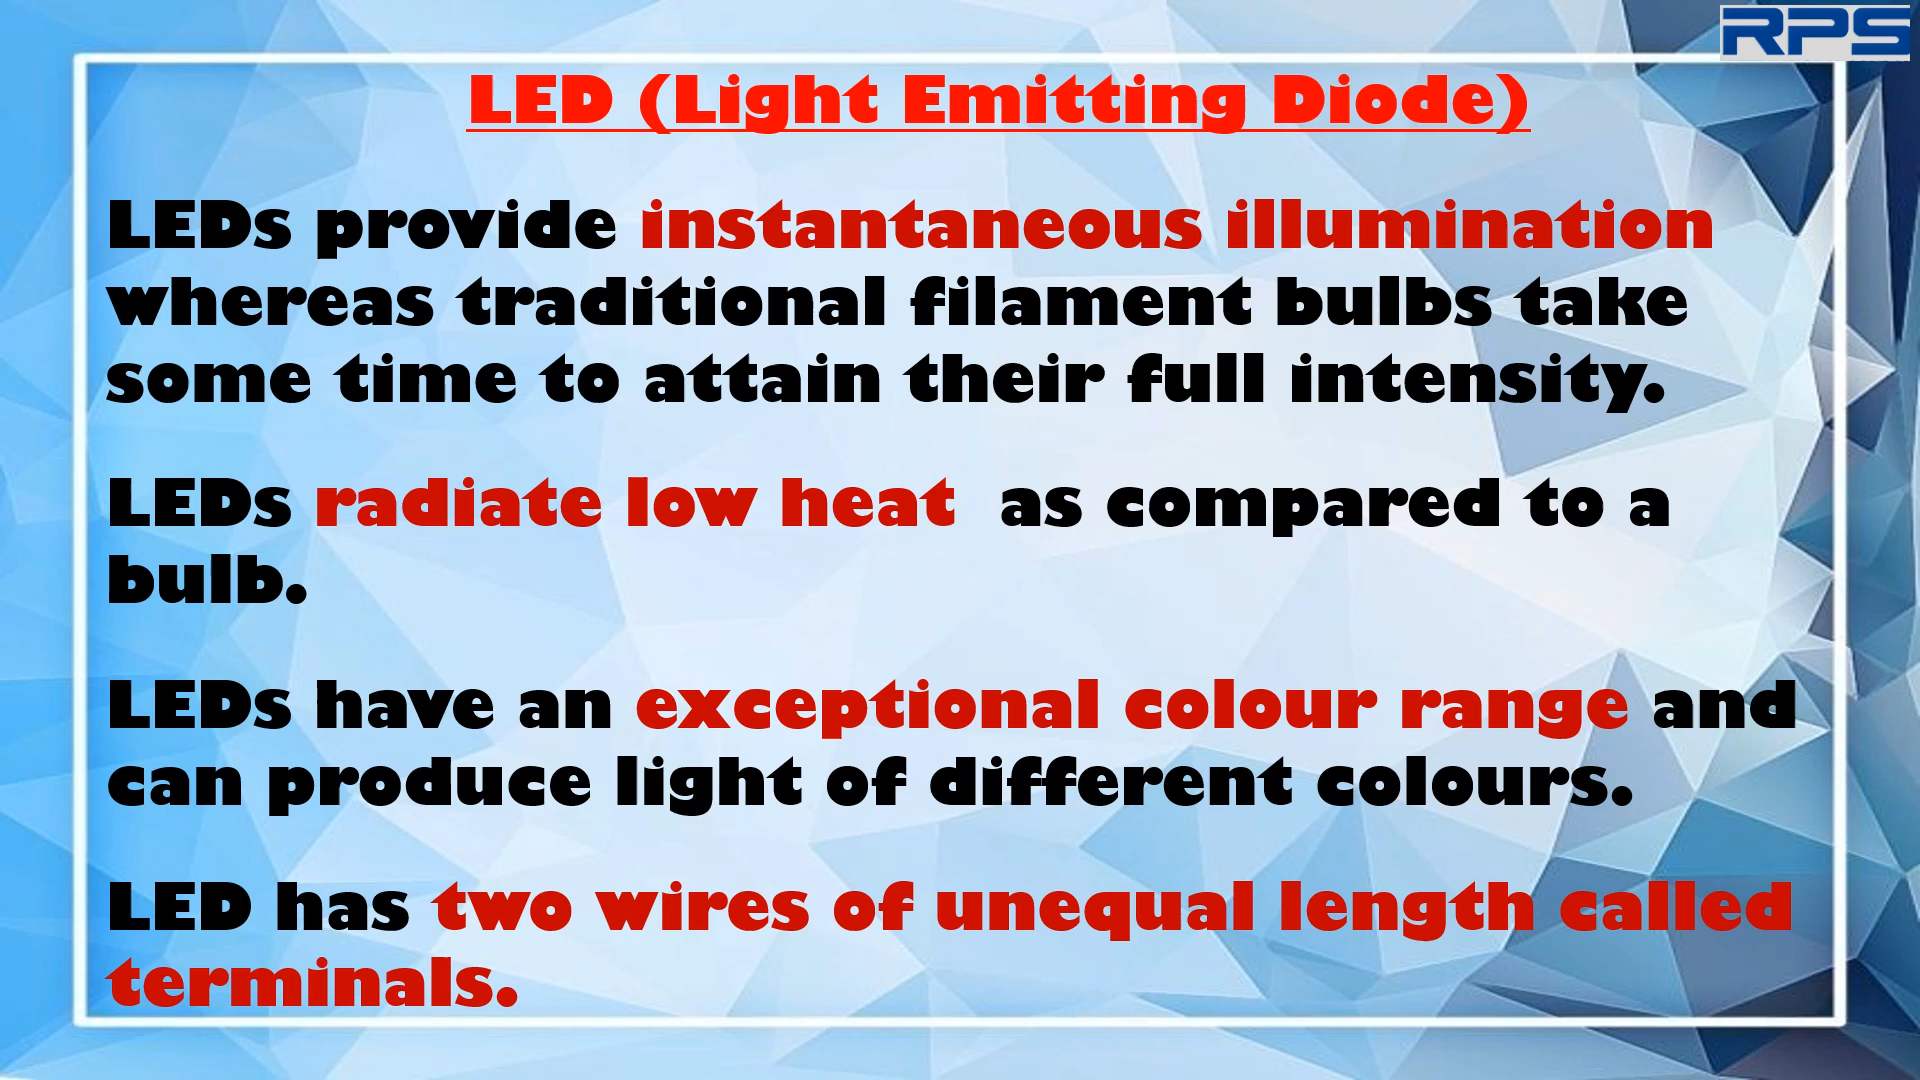 RPS
LED (Light Emitting Diode)
LEDs provide instantaneous illumination
whereas traditional filament bulbs take
some time to attain their full intensity.
LEDs radiate low heat  as compared to a
bulb.
LEDs have an exceptional colour range and
can produce light of different colours.
LED has two wires of unequal length called
terminals.